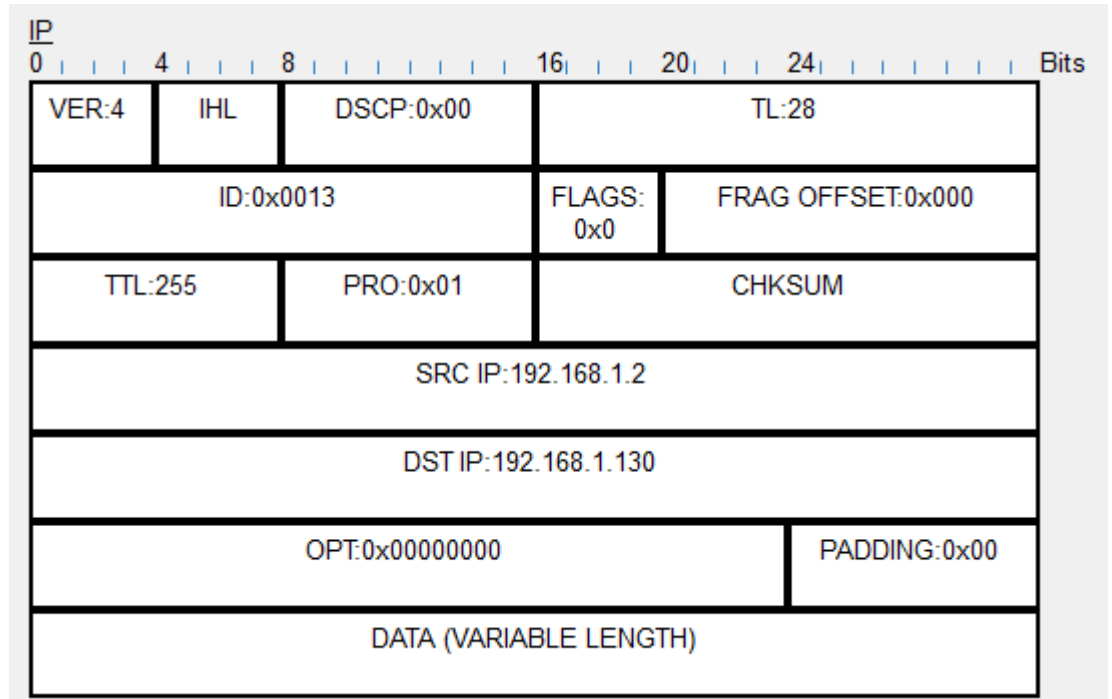 IP
0 4 8 16 20 24 Bits
VER:4 IHL DSCP:0x00 TL:28
ID:0x0013 FLAGS: FRAG OFFSET:0x000
0x0
TTL:255 PRO:0x01 CHKSUM
SRC IP:192.168.1.2
DST IP:192.168.1.130
OPT:0x00000000 PADDING:0x00
DATA (VARIABLE LENGTH)